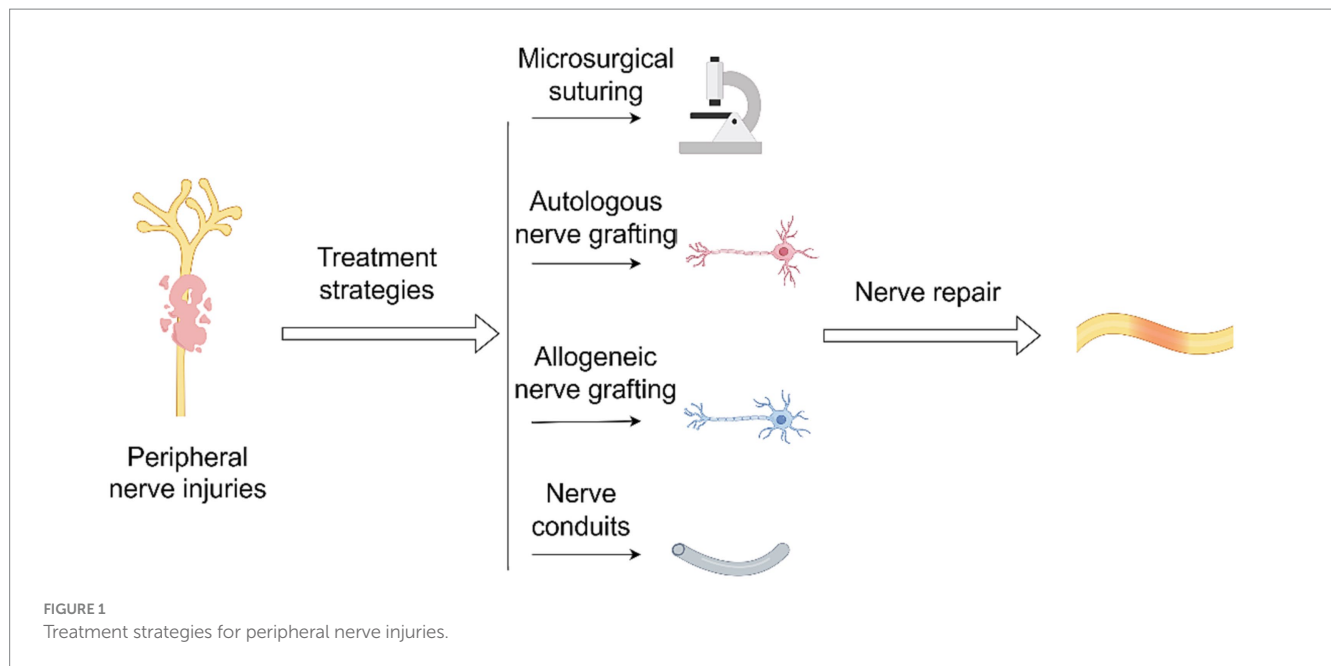 Microsurgical
suturing
Autologous
nerve grafting
Treatment
strategies
Nerve repair
Allogeneic
nerve grafting
Peripheral
nerve injuries
Nerve
conduits
FIGURE 1
Treatment strategies for peripheral nerve injuries.